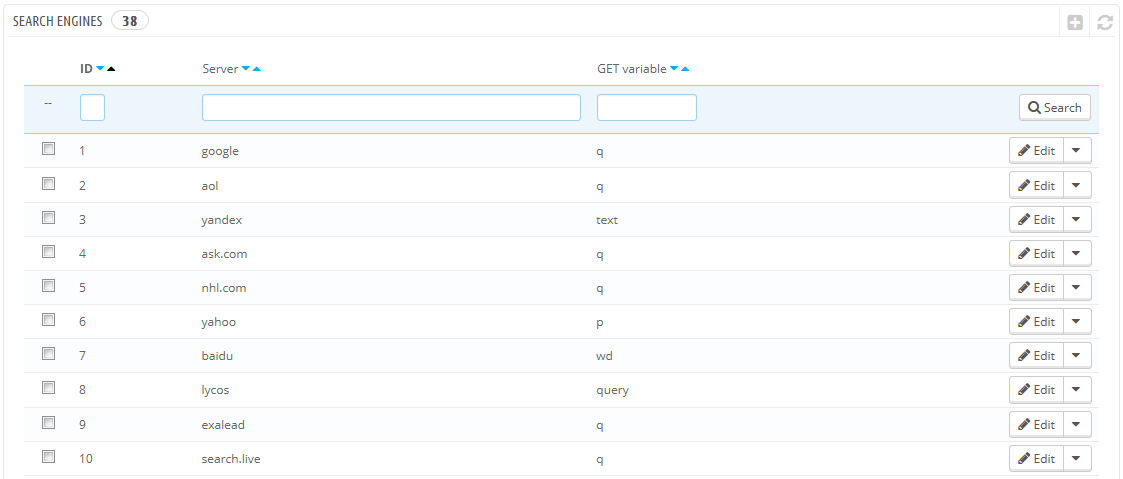 SEARCH ENGINES 38
ID Server GET variable
-- Search
1 google q Edit
2 aol q Edit
3 yandex text Edit
4 ask.com q Edit
5 nhl.com q Edit
6 yahoo p Edit
7 baidu wd Edit
8 lycos query Edit
9 exalead q Edit
10 search.live q Edit